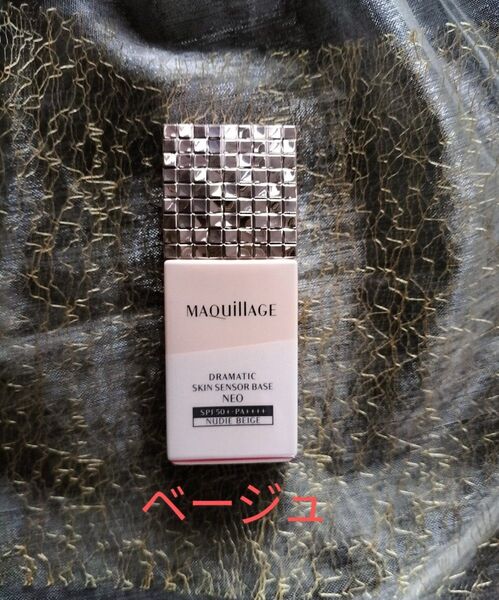 MAQuillAGE
DRAMATIC
SKIN SENSOR BASE
NEO
SPF50+・PA++++
NUDIE BEIGE
ベージュ